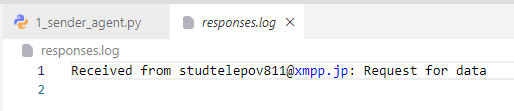 1_sender_agent.py
responses.log
responses.log
1
Received from studtelepov811@xmpp.jp: Request for data
2